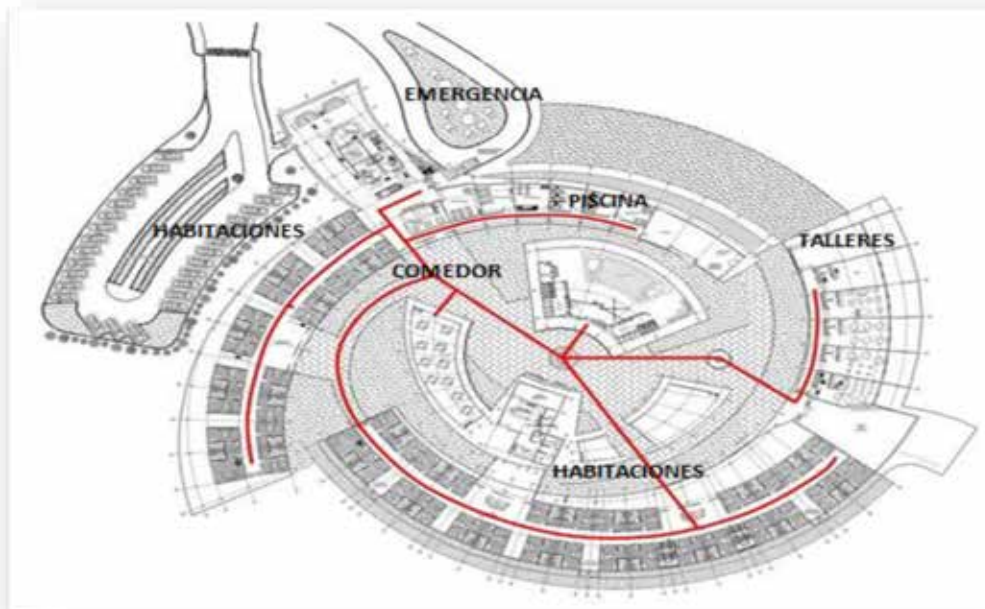 EMERGENCIA
PISCINA
HABITACIONES
TALLERES
COMEDOR
HABITACIONES